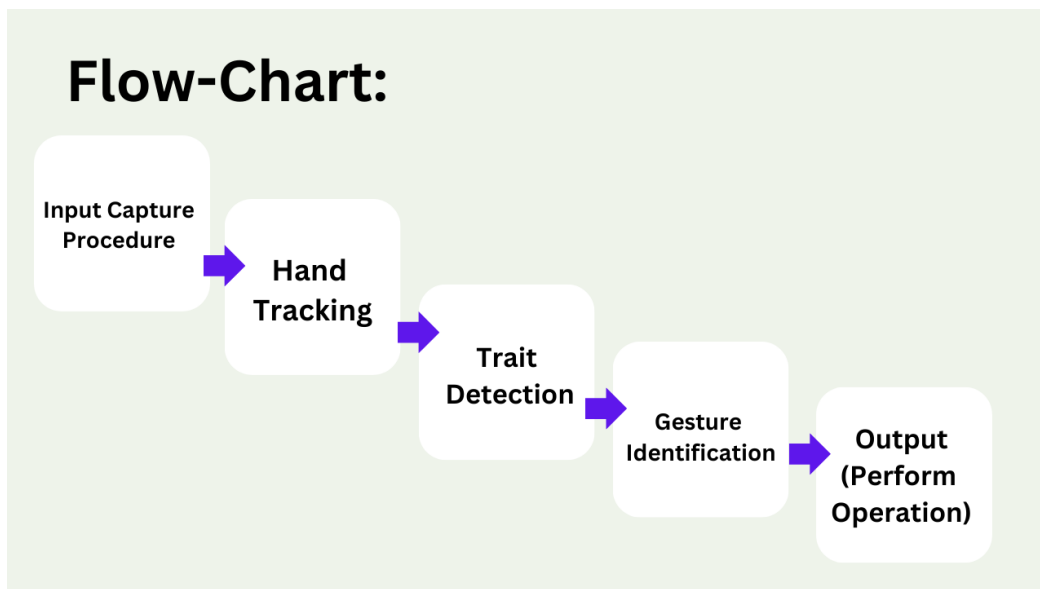 Flow-Chart:
Input Capture
Procedure
Hand
Tracking
Trait
Detection
Gesture
Identification
Output
(Perform
Operation)